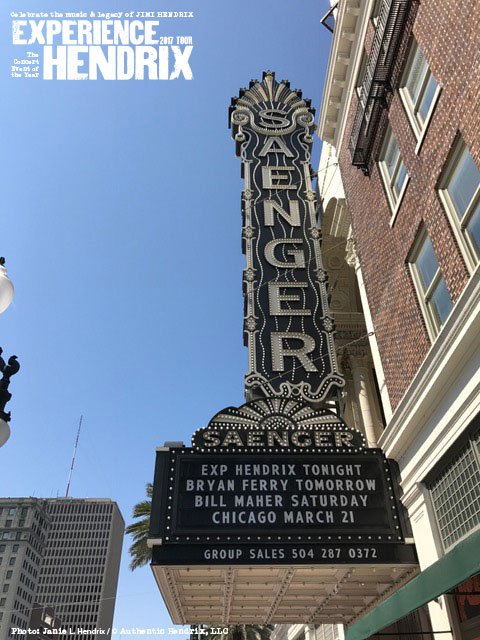 Celebrate the music & legacy of JIMI HENDRIX
EXPERIENCE
2017 TOUR
The
Concert
Event of
the Year
HENDRIX
SAENGER
SAENGER
EXP HENDRIX TONIGHT
BRYAN FERRY TOMORROW
BILL MAHER SATURDAY
CHICAGO MARCH 21
GROUP SALES 504 287 0372
Photo: Janie L Hendrix / © Authentic Hendrix, LLC